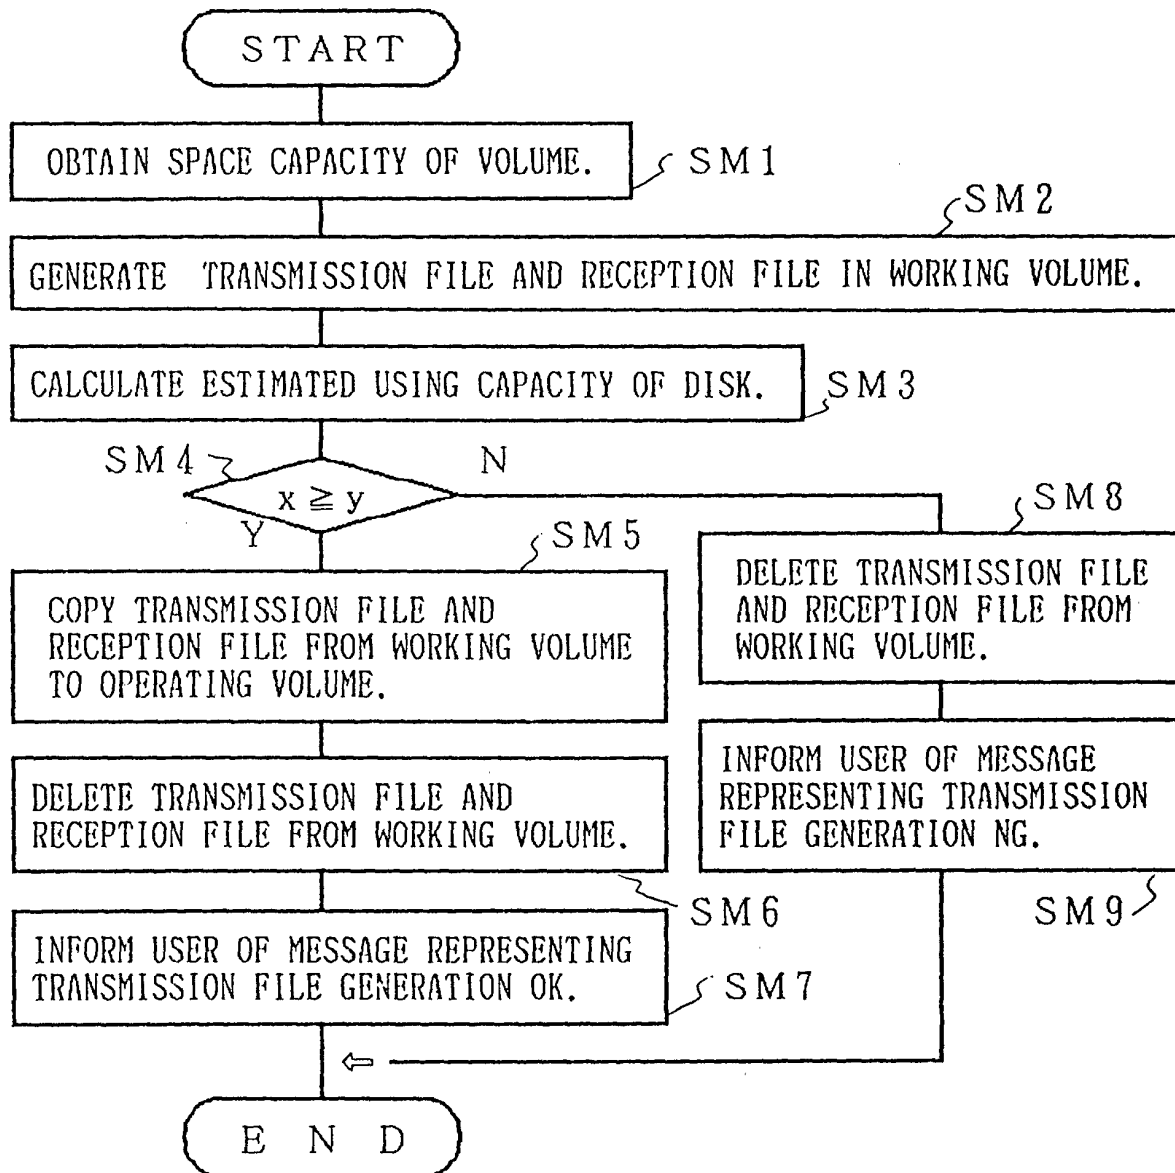 START
OBTAIN SPACE CAPACITY OF VOLUME.
SM1
SM2
GENERATE TRANSMISSION FILE AND RECEPTION FILE IN WORKING VOLUME.
CALCULATE ESTIMATED USING CAPACITY OF DISK.
SM3
SM4
N
x ≧ y
Y
SM5
COPY TRANSMISSION FILE AND
RECEPTION FILE FROM WORKING VOLUME
TO OPERATING VOLUME.
DELETE TRANSMISSION FILE AND
RECEPTION FILE FROM WORKING VOLUME.
SM6
INFORM USER OF MESSAGE REPRESENTING
TRANSMISSION FILE GENERATION OK.
SM7
SM8
DELETE TRANSMISSION FILE
AND RECEPTION FILE FROM
WORKING VOLUME.
INFORM USER OF MESSAGE
REPRESENTING TRANSMISSION
FILE GENERATION NG.
SM9
END